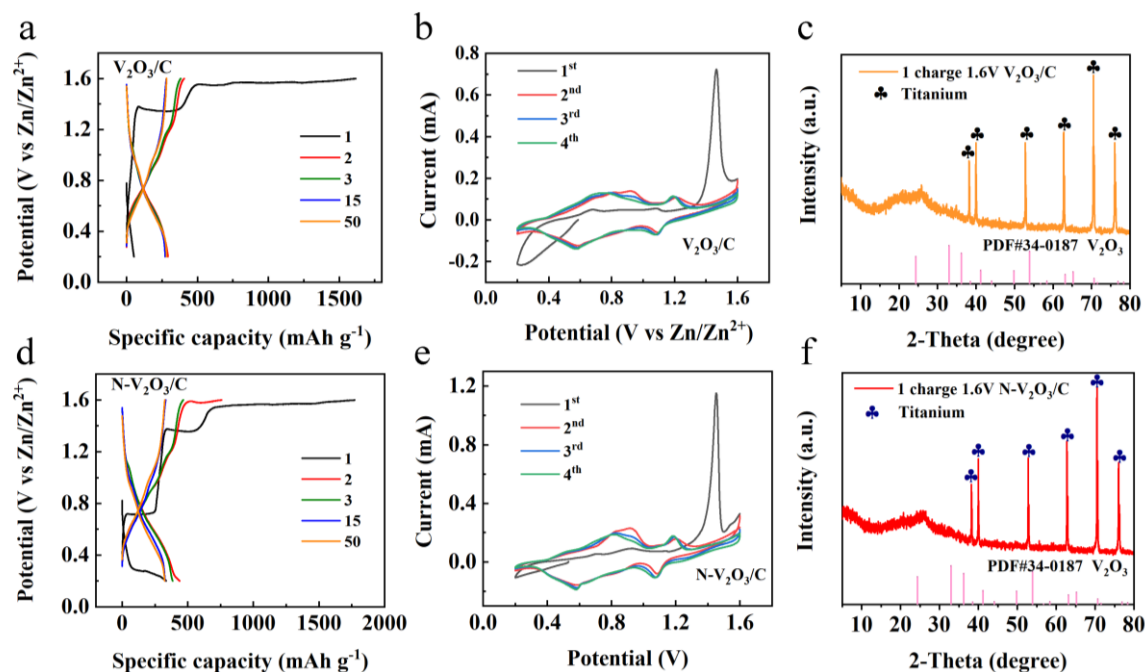 a
V₂O₃/C
1.6
1.2
0.8
0.4
0.0
1
2
3
15
50
0 500 1000 1500 2000
Potential (V vs Zn/Zn²⁺)
Specific capacity (mAh g⁻¹)
b
0.8
0.6
0.4
0.2
0.0
-0.2
1ˢᵗ
2ⁿᵈ
3ʳᵈ
4ᵗʰ
V₂O₃/C
0.0 0.4 0.8 1.2 1.6
Current (mA)
Potential (V vs Zn/Zn²⁺)
c
1 charge 1.6V V₂O₃/C
Titanium
PDF#34-0187 V₂O₃
10 20 30 40 50 60 70 80
Intensity (a.u.)
2-Theta (degree)
d
N-V₂O₃/C
1.6
1.2
0.8
0.4
0.0
1
2
3
15
50
0 500 1000 1500 2000
Potential (V vs Zn/Zn²⁺)
Specific capacity (mAh g⁻¹)
e
1.2
0.8
0.4
0.0
1ˢᵗ
2ⁿᵈ
3ʳᵈ
4ᵗʰ
N-V₂O₃/C
0.0 0.4 0.8 1.2 1.6
Current (mA)
Potential (V)
f
1 charge 1.6V N-V₂O₃/C
Titanium
PDF#34-0187 V₂O₃
10 20 30 40 50 60 70 80
Intensity (a.u.)
2-Theta (degree)